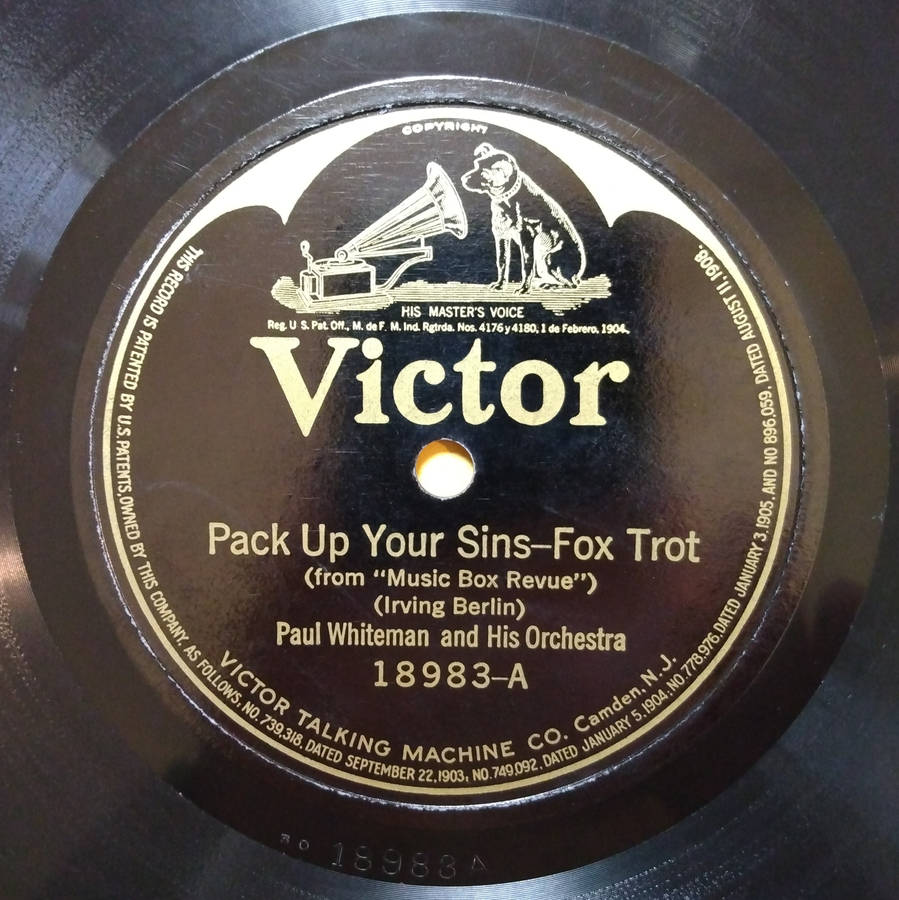 COPYRIGHT
HIS MASTER'S VOICE
Reg. U S. Pat. Off., M. de F. M. Ind. Rgtrda. Nos. 4176 y 4180, 1 de Febrero, 1904.
Victor
Pack Up Your Sins–Fox Trot
(from "Music Box Revue")
(Irving Berlin)
Paul Whiteman and His Orchestra
18983–A
VICTOR TALKING MACHINE CO. Camden, N. J.
THIS RECORD IS PATENTED BY U.S. PATENTS, OWNED BY THIS COMPANY, AS FOLLOWS; NO. 739,318, DATED SEPTEMBER 22, 1903; NO. 749,092, DATED JANUARY 5, 1904; NO. 778,976, DATED JANUARY 3, 1905, AND NO 896,059, DATED AUGUST 11, 1908.
18983A